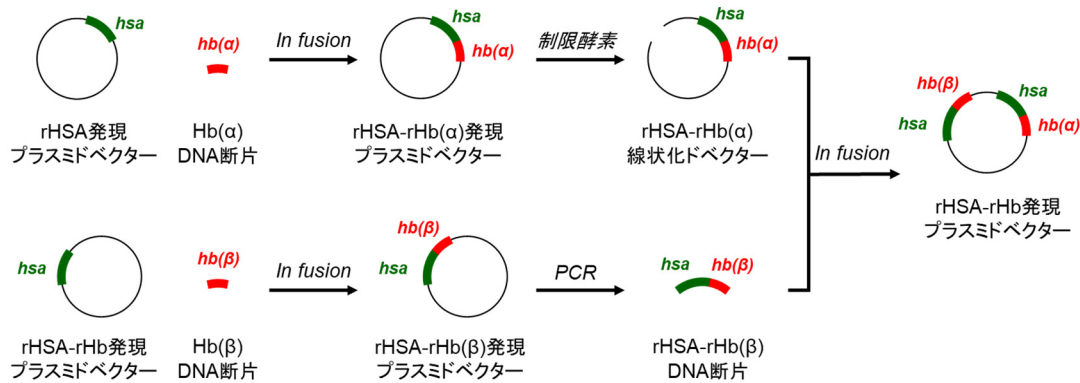 hsa
hb(α)
In fusion
hsa
hb(α)
制限酵素
hsa
hb(α)
rHSA発現
プラスミドベクター
Hb(α)
DNA断片
rHSA-rHb(α)発現
プラスミドベクター
rHSA-rHb(α)
線状化ドベクター
In fusion
hb(β)
hsa
hsa
hb(α)
rHSA-rHb発現
プラスミドベクター
hsa
hb(β)
In fusion
hb(β)
hsa
PCR
hsa
hb(β)
rHSA-rHb発現
プラスミドベクター
Hb(β)
DNA断片
rHSA-rHb(β)発現
プラスミドベクター
rHSA-rHb(β)
DNA断片